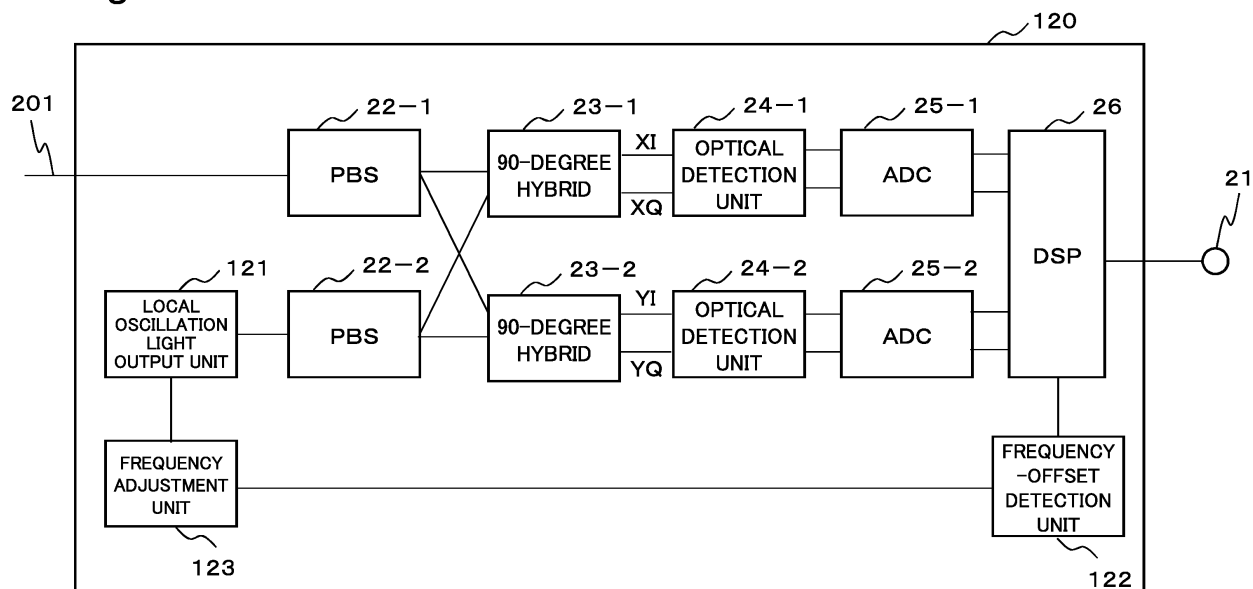 120
201
22-1
23-1
24-1
25-1
26
PBS
90-DEGREE
HYBRID
XI
XQ
OPTICAL
DETECTION
UNIT
ADC
DSP
21
121
22-2
23-2
24-2
25-2
LOCAL
OSCILLATION
LIGHT
OUTPUT UNIT
PBS
90-DEGREE
HYBRID
YI
YQ
OPTICAL
DETECTION
UNIT
ADC
FREQUENCY
ADJUSTMENT
UNIT
123
FREQUENCY
-OFFSET
DETECTION
UNIT
122